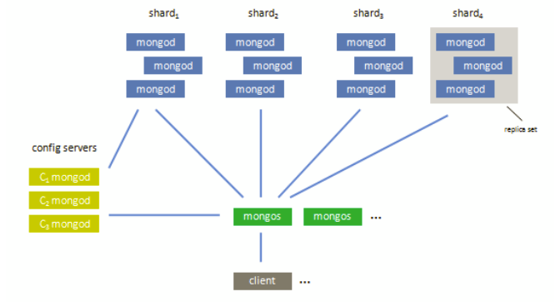 shard₁ shard₂ shard₃ shard₄
mongod mongod mongod mongod
mongod mongod mongod mongod
mongod mongod mongod mongod
replica set
config servers
C₁ mongod
C₂ mongod
C₃ mongod
mongos mongos ...
client ...